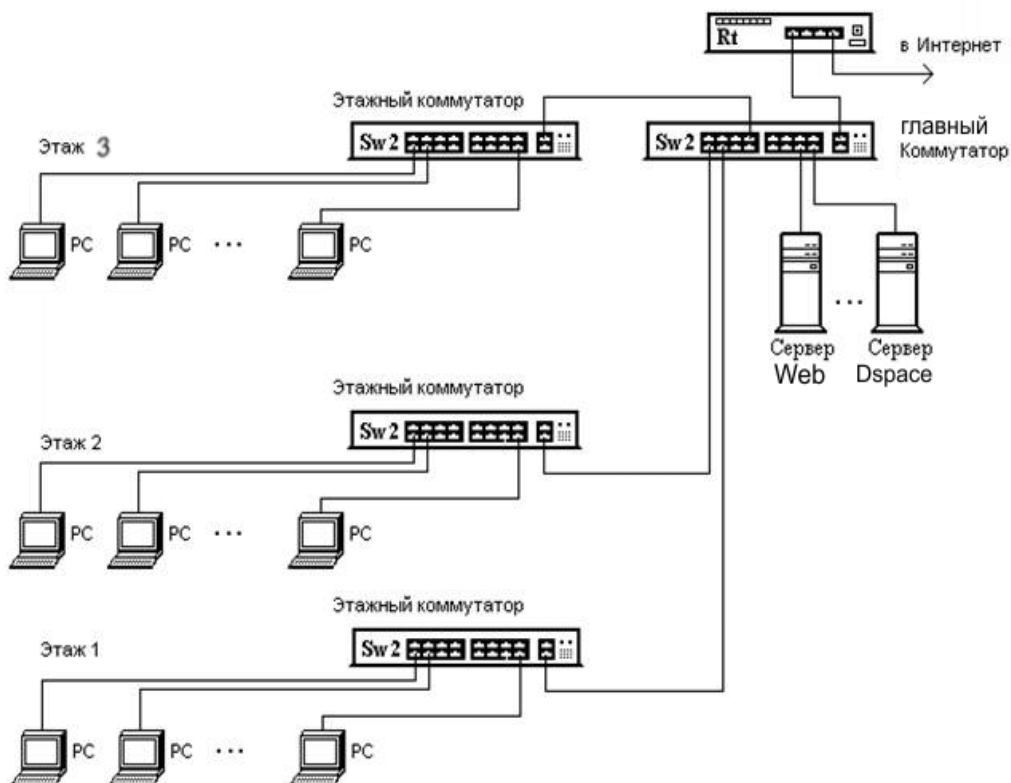 Rt
в Интернет
Этажный коммутатор
Sw 2
Sw 2
главный
Коммутатор
Этаж 3
PC
PC
...
PC
Сервер
Web
...
Сервер
Dspace
Этажный коммутатор
Sw 2
Этаж 2
PC
PC
...
PC
Этажный коммутатор
Sw 2
Этаж 1
PC
PC
...
PC